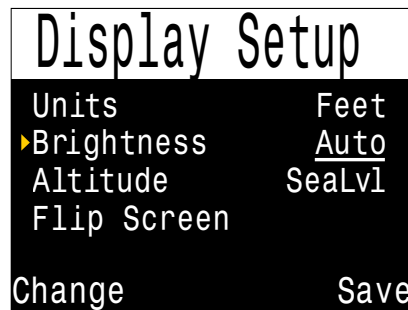 Display Setup
Units Feet
Brightness Auto
Altitude SeaLvl
Flip Screen
Change Save